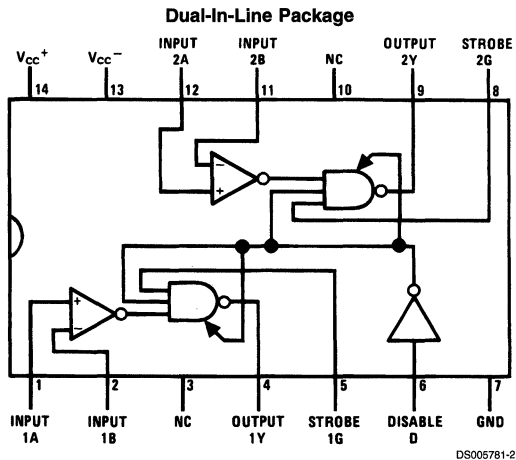 Dual-In-Line Package
VCC+ VCC− INPUT 2A INPUT 2B NC OUTPUT 2Y STROBE 2G
14 13 12 11 10 9 8
− +
+ −
1 2 3 4 5 6 7
INPUT 1A INPUT 1B NC OUTPUT 1Y STROBE 1G DISABLE D GND
DS005781-2